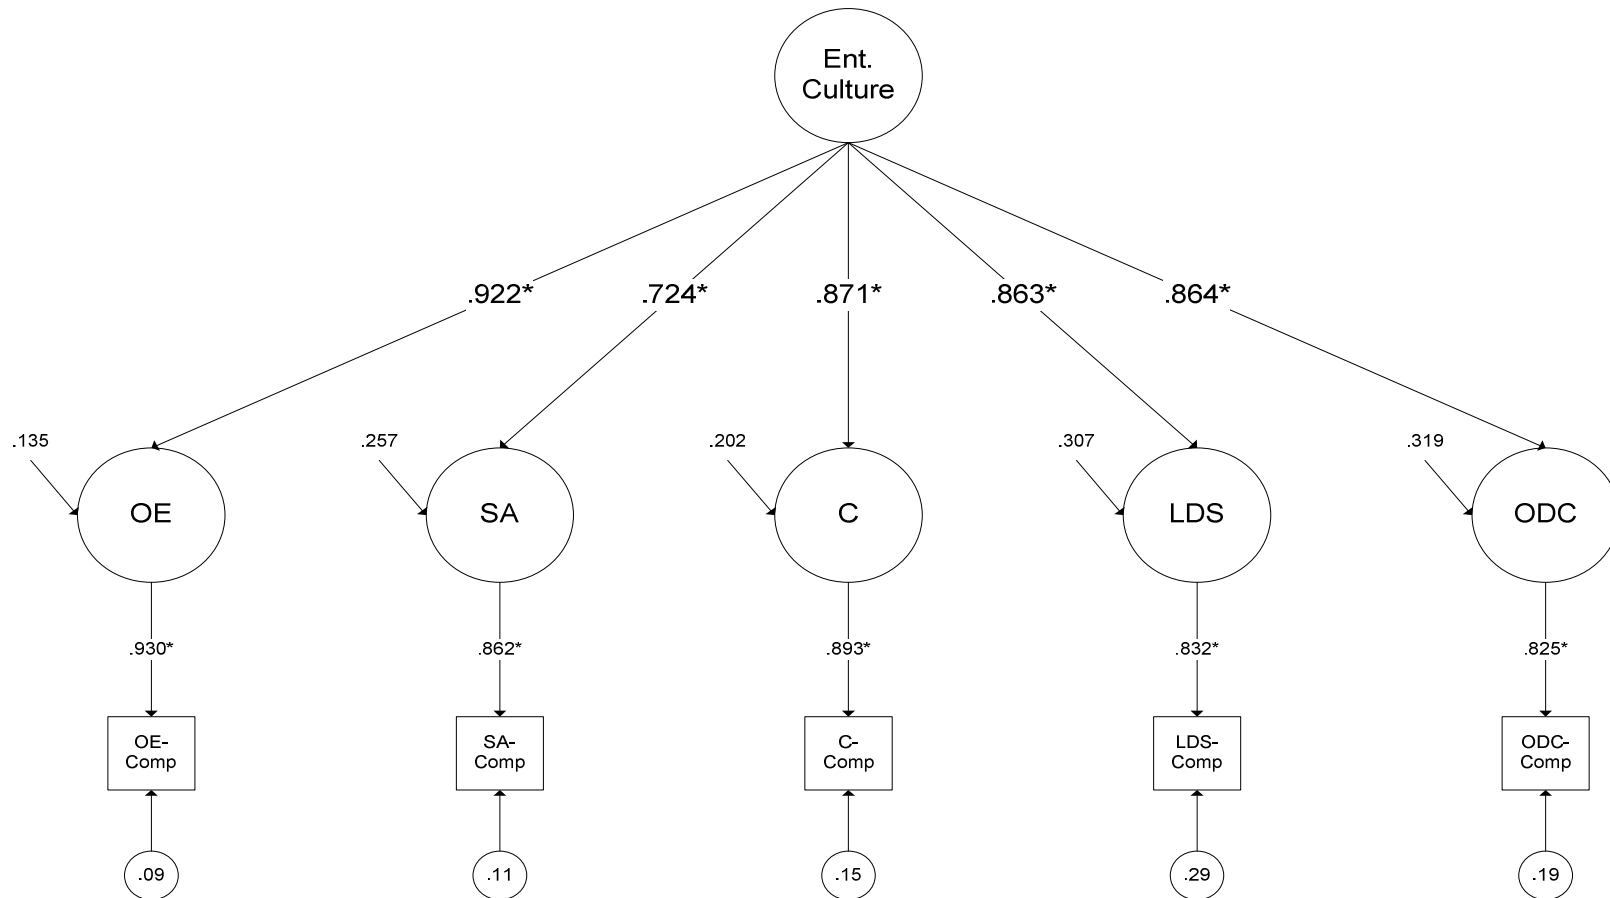 Ent.
Culture
.922*
.724*
.871*
.863*
.864*
.135
.257
.202
.307
.319
OE
SA
C
LDS
ODC
.930*
.862*
.893*
.832*
.825*
OE-
Comp
SA-
Comp
C-
Comp
LDS-
Comp
ODC-
Comp
.09
.11
.15
.29
.19